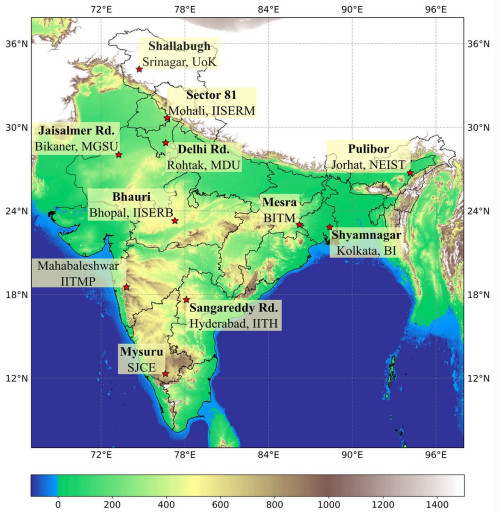 72°E 78°E 84°E 90°E 96°E
36°N 36°N
Shallabugh
Srinagar, UoK
Sector 81
Mohali, IISERM
30°N 30°N
Jaisalmer Rd.
Bikaner, MGSU
Delhi Rd.
Rohtak, MDU
Pulibor
Jorhat, NEIST
Bhauri
Bhopal, IISERB
Mesra
BITM
24°N 24°N
Shyamnagar
Kolkata, BI
Mahabaleshwar
IITMP
18°N 18°N
Sangareddy Rd.
Hyderabad, IITH
Mysuru
SJCE
12°N 12°N
72°E 78°E 84°E 90°E 96°E
0 200 400 600 800 1000 1200 1400